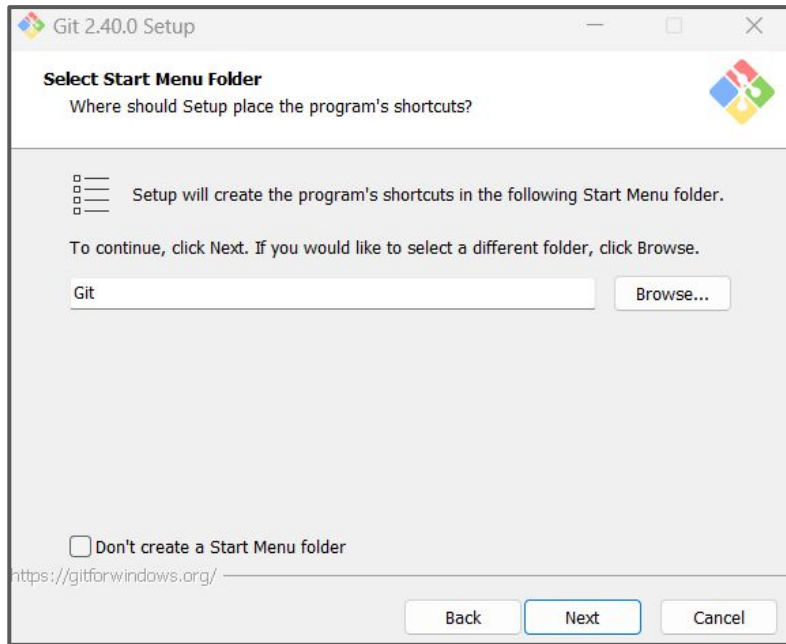 Git 2.40.0 Setup
Select Start Menu Folder
Where should Setup place the program's shortcuts?
Setup will create the program's shortcuts in the following Start Menu folder.
To continue, click Next. If you would like to select a different folder, click Browse.
Git
Browse...
Don't create a Start Menu folder
https://gitforwindows.org/
Back
Next
Cancel